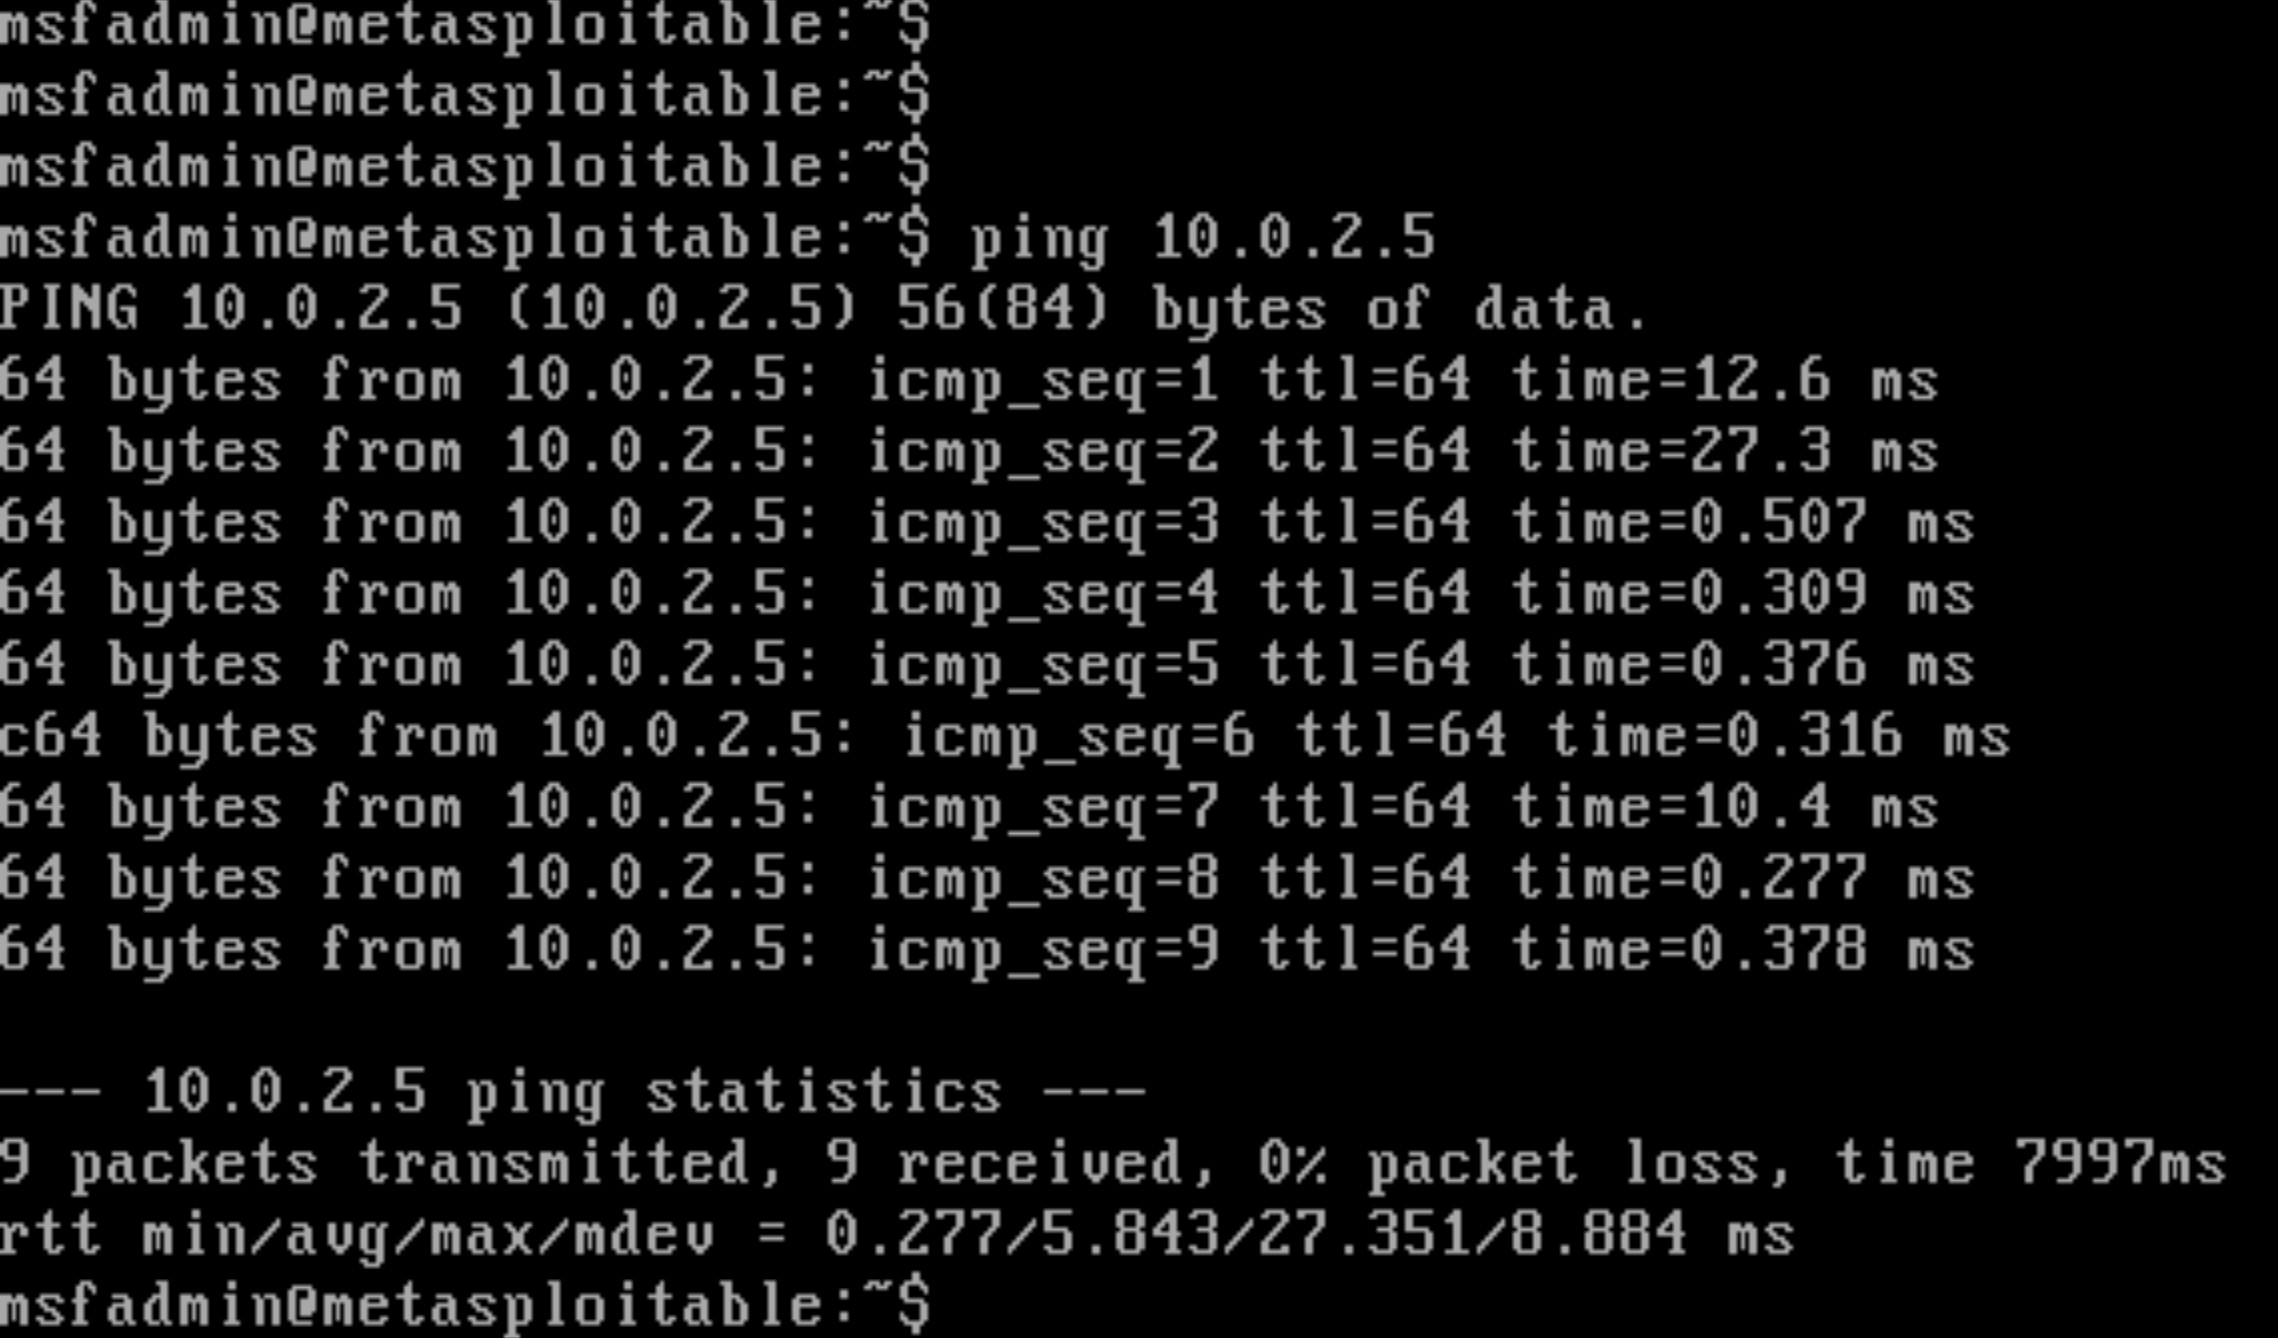 msfadmin@metasploitable:~$
msfadmin@metasploitable:~$
msfadmin@metasploitable:~$
msfadmin@metasploitable:~$ ping 10.0.2.5
PING 10.0.2.5 (10.0.2.5) 56(84) bytes of data.
64 bytes from 10.0.2.5: icmp_seq=1 ttl=64 time=12.6 ms
64 bytes from 10.0.2.5: icmp_seq=2 ttl=64 time=27.3 ms
64 bytes from 10.0.2.5: icmp_seq=3 ttl=64 time=0.507 ms
64 bytes from 10.0.2.5: icmp_seq=4 ttl=64 time=0.309 ms
64 bytes from 10.0.2.5: icmp_seq=5 ttl=64 time=0.376 ms
c64 bytes from 10.0.2.5: icmp_seq=6 ttl=64 time=0.316 ms
64 bytes from 10.0.2.5: icmp_seq=7 ttl=64 time=10.4 ms
64 bytes from 10.0.2.5: icmp_seq=8 ttl=64 time=0.277 ms
64 bytes from 10.0.2.5: icmp_seq=9 ttl=64 time=0.378 ms
--- 10.0.2.5 ping statistics ---
9 packets transmitted, 9 received, 0% packet loss, time 7997ms
rtt min/avg/max/mdev = 0.277/5.843/27.351/8.884 ms
msfadmin@metasploitable:~$